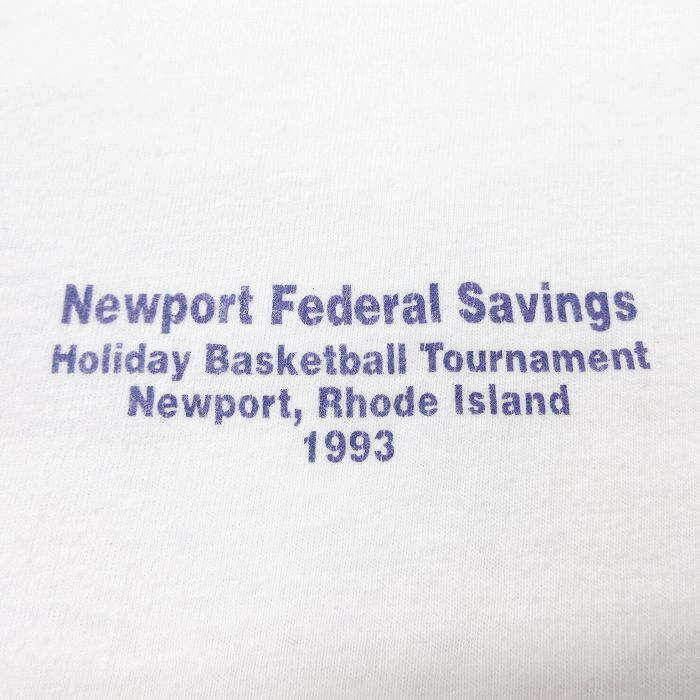 Newport Federal Savings
Holiday Basketball Tournament
Newport, Rhode Island
1993